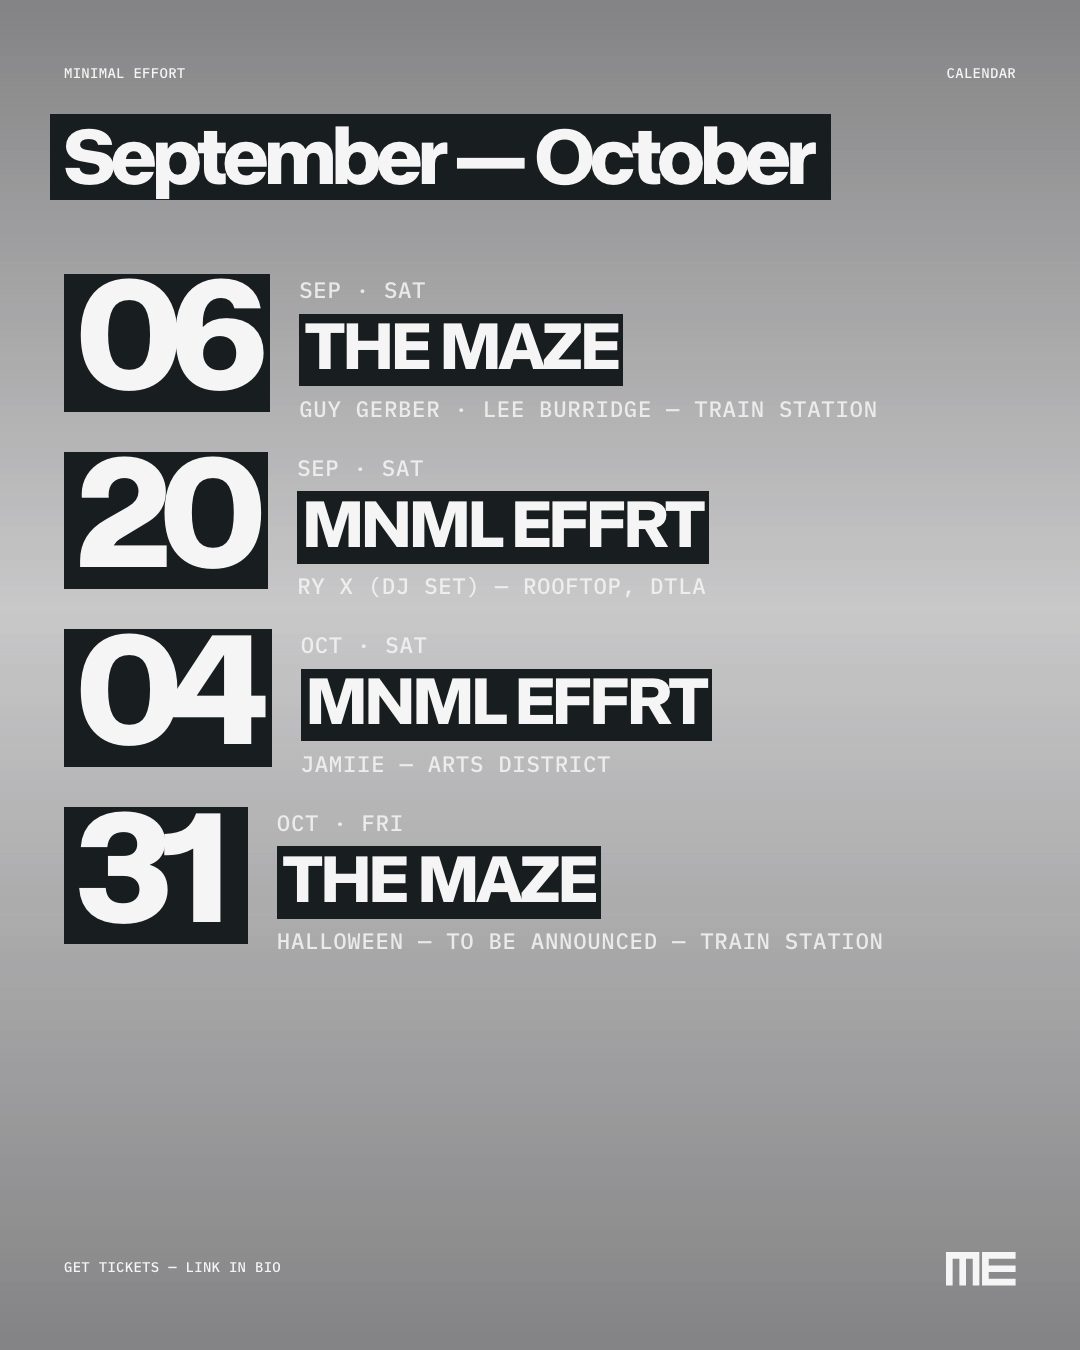 MINIMAL EFFORT
CALENDAR
September — October
06
SEP · SAT
THE MAZE
GUY GERBER · LEE BURRIDGE — TRAIN STATION
20
SEP · SAT
MNML EFFRT
RY X (DJ SET) — ROOFTOP, DTLA
04
OCT · SAT
MNML EFFRT
JAMIIE — ARTS DISTRICT
31
OCT · FRI
THE MAZE
HALLOWEEN — TO BE ANNOUNCED — TRAIN STATION
GET TICKETS — LINK IN BIO
ME